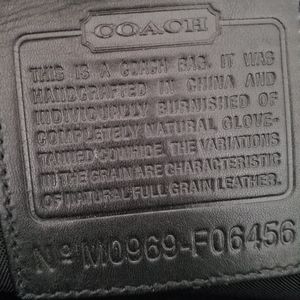 COACH
THIS IS A COACH BAG. IT WAS
HANDCRAFTED IN CHINA AND
INDIVIDUALLY BURNISHED OF
COMPLETELY NATURAL, GLOVE-
TANNED COWHIDE. THE VARIATIONS
IN THE GRAIN ARE CHARACTERISTIC
OF NATURAL FULL GRAIN LEATHER.
Nº M0969-F06456